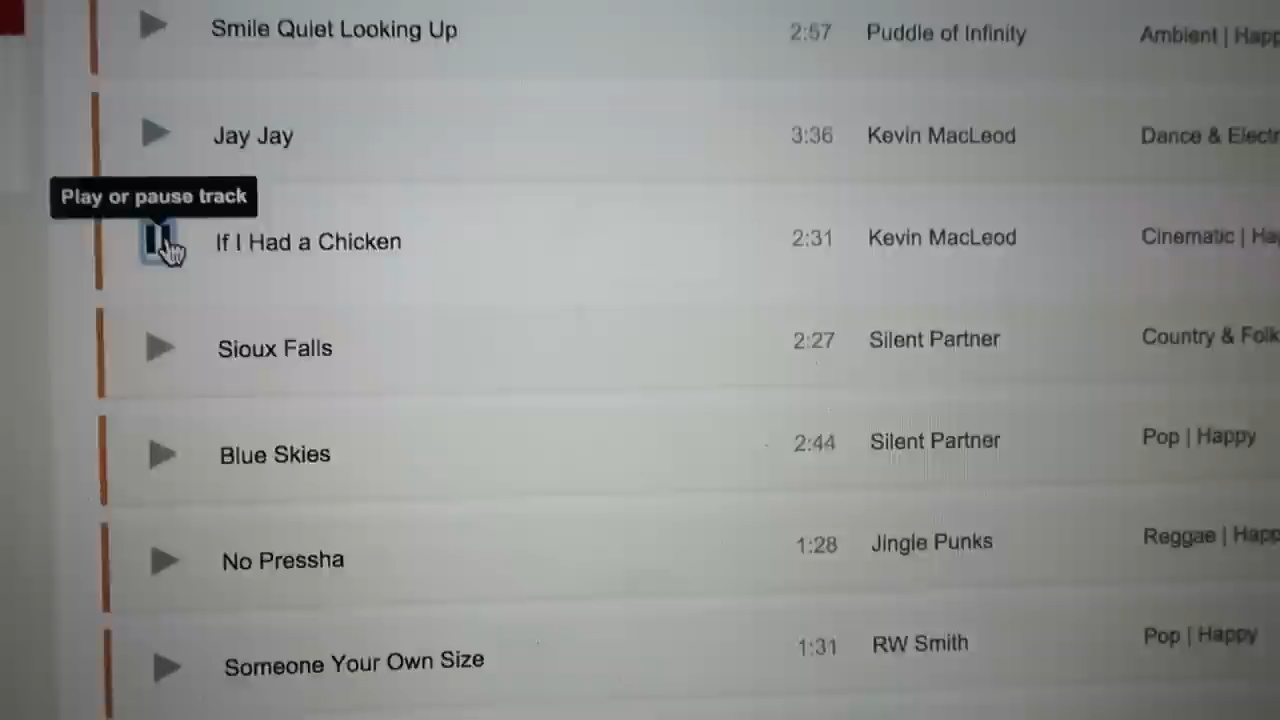 Smile Quiet Looking Up 2:57 Puddle of Infinity Ambient | Happ
Jay Jay 3:36 Kevin MacLeod Dance & Electr
Play or pause track
If I Had a Chicken 2:31 Kevin MacLeod Cinematic | Ha
Sioux Falls 2:27 Silent Partner Country & Folk
Blue Skies 2:44 Silent Partner Pop | Happy
No Pressha 1:28 Jingle Punks Reggae | Happ
Someone Your Own Size 1:31 RW Smith Pop | Happy